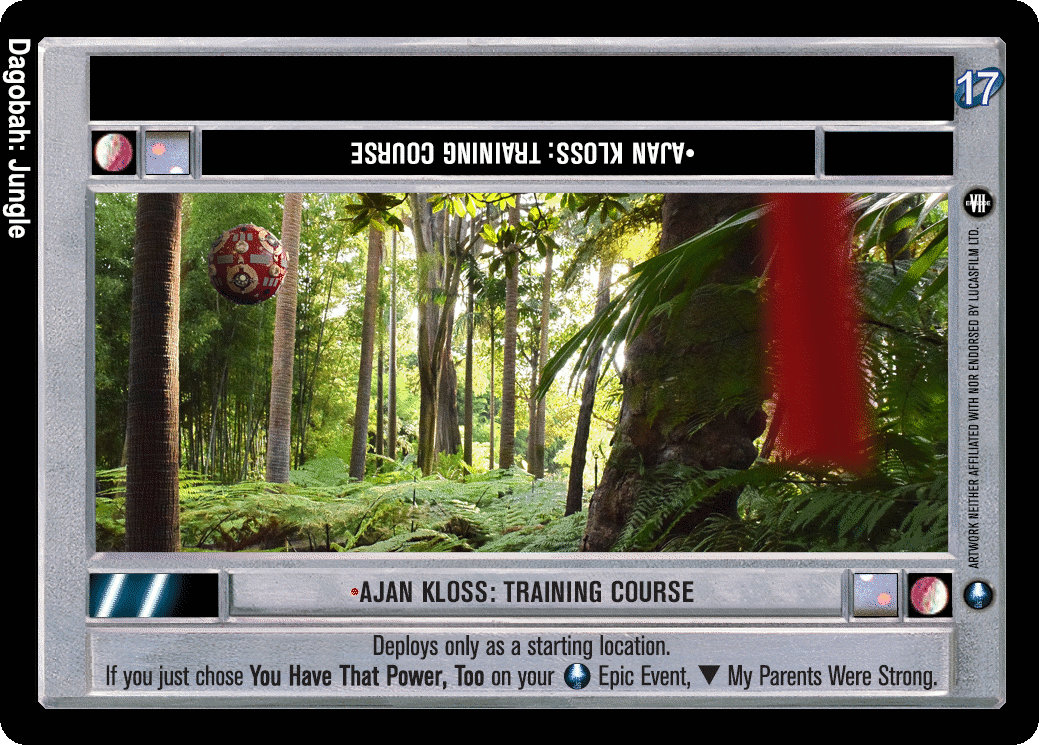 Dagobah: Jungle
17
•AJAN KLOSS: TRAINING COURSE
EPISODE VII
ARTWORK NEITHER AFFILIATED WITH NOR ENDORSED BY LUCASFILM LTD.
•AJAN KLOSS: TRAINING COURSE
Deploys only as a starting location.
If you just chose You Have That Power, Too on your Epic Event, ▼ My Parents Were Strong.